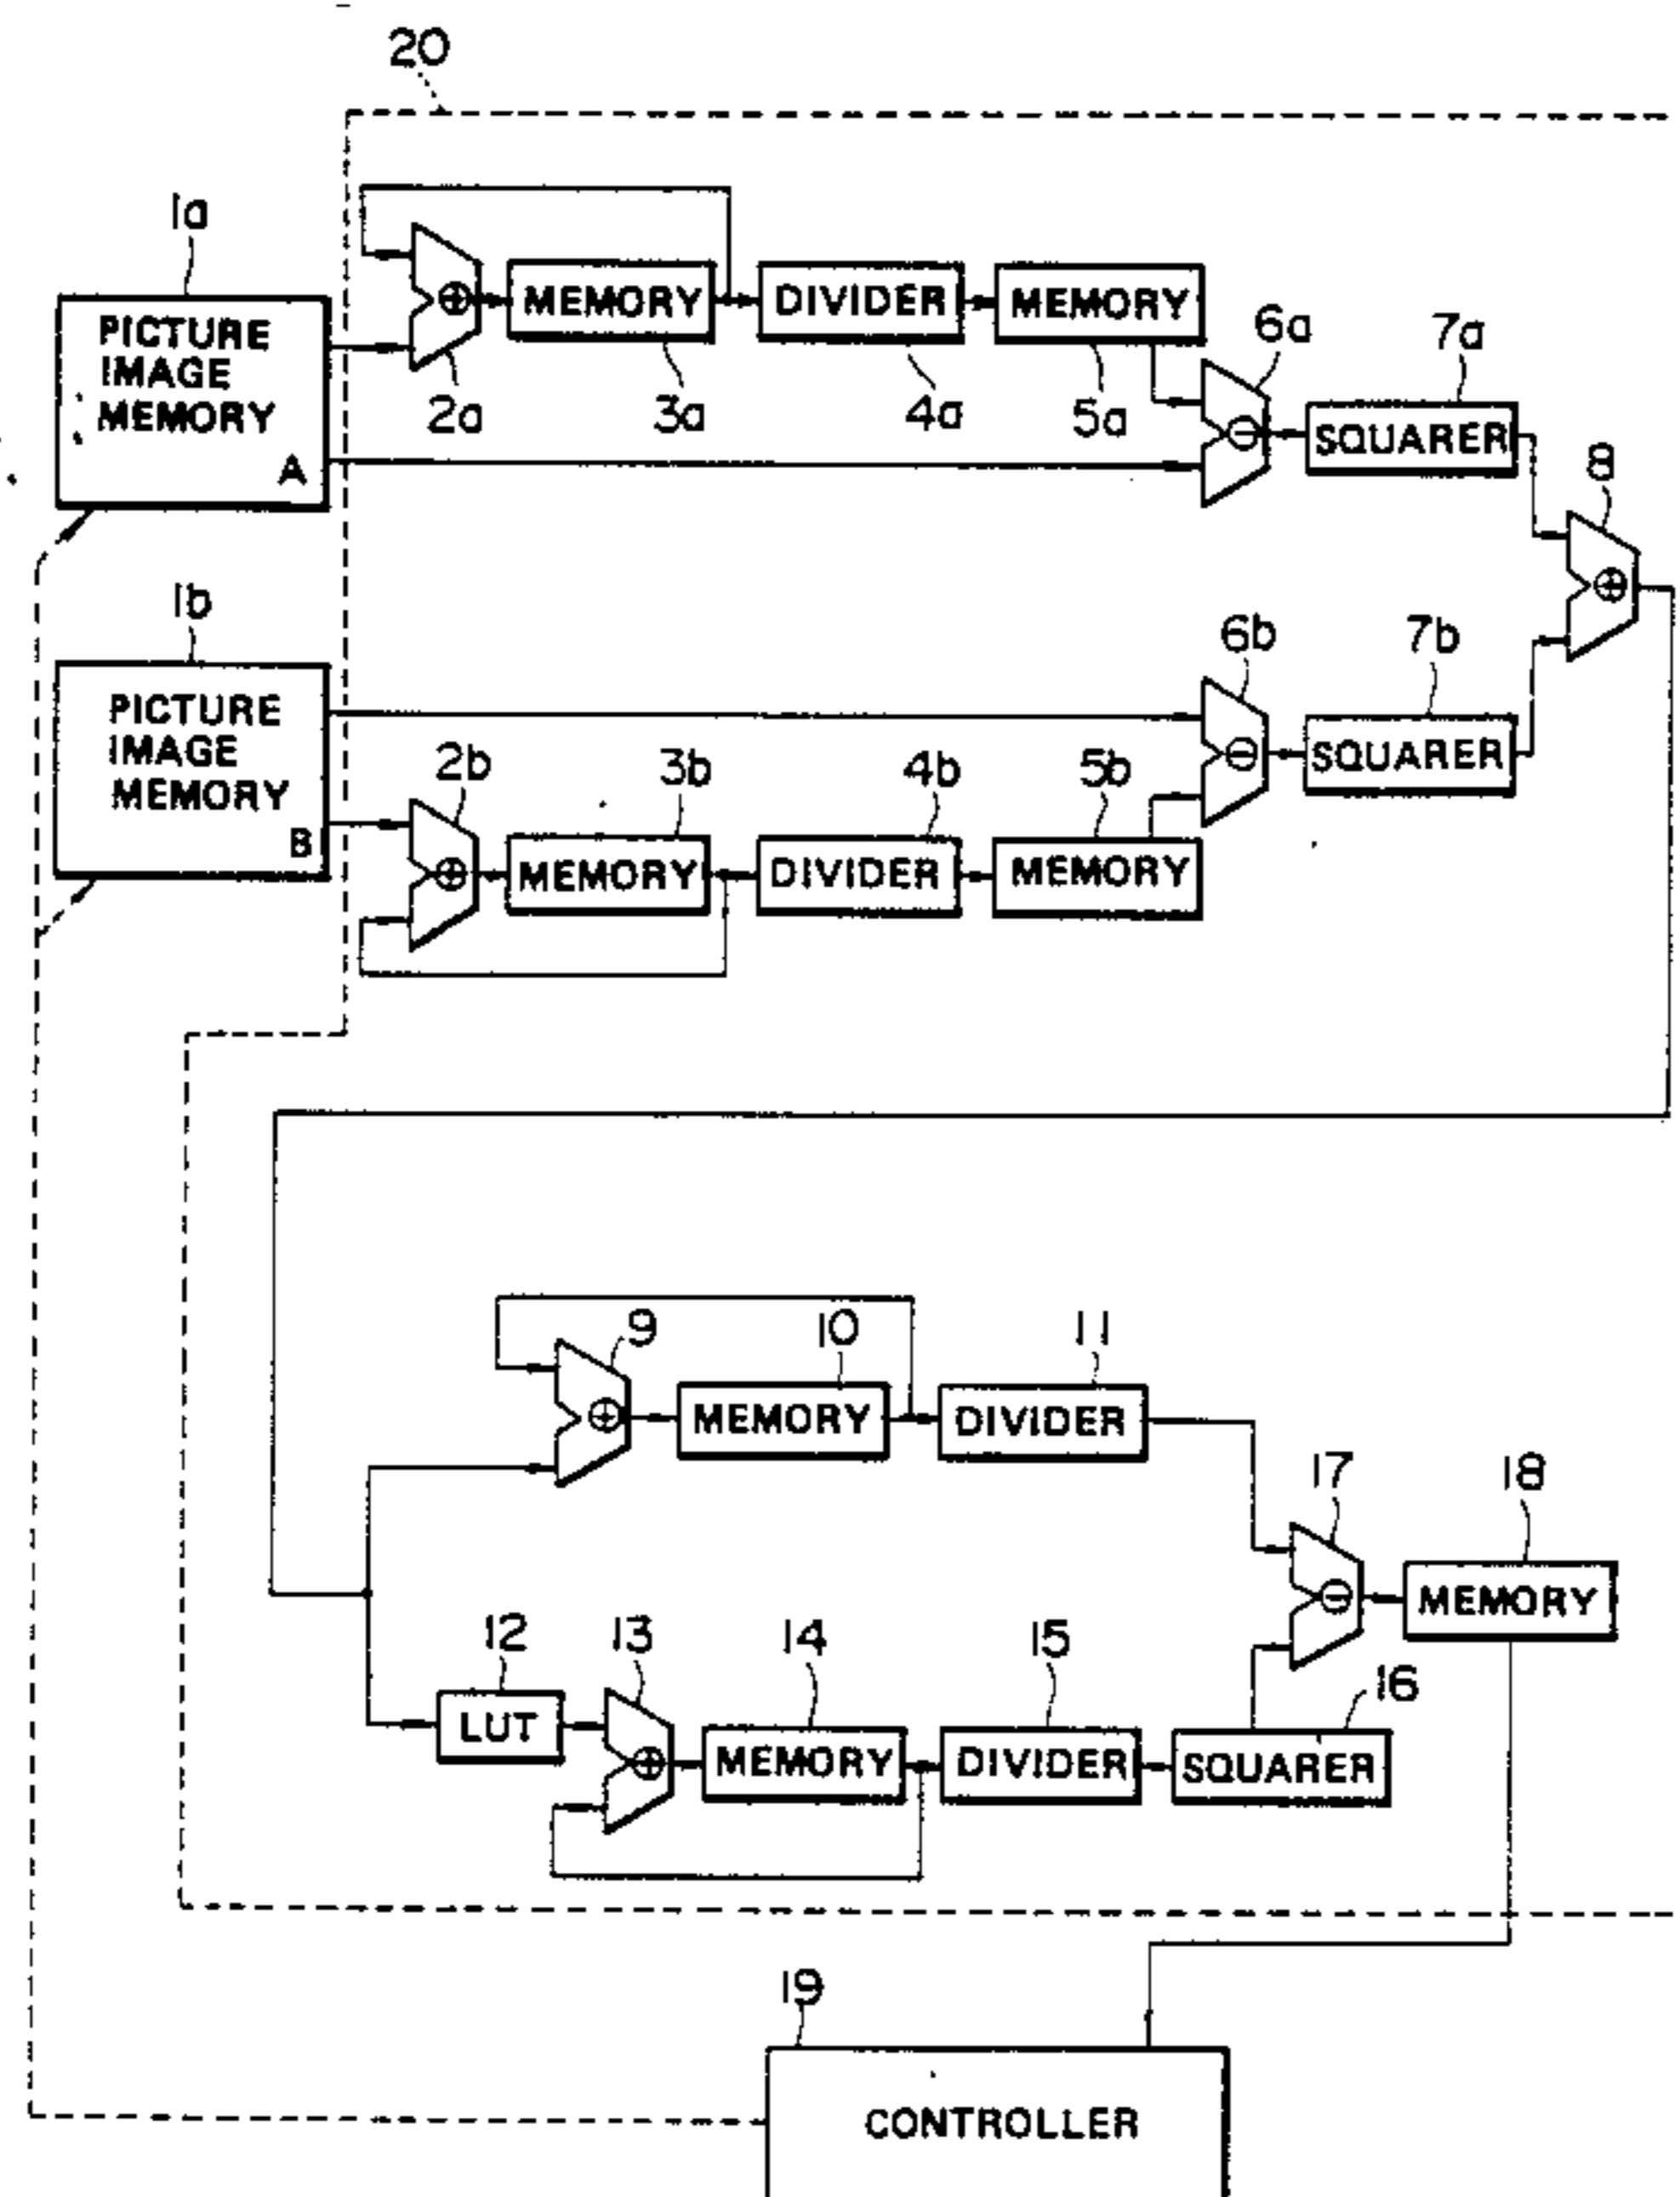 20
1a
PICTURE
IMAGE
MEMORY
A
⊕
MEMORY
DIVIDER
MEMORY
2a
3a
4a
5a
6a
7a
⊖
SQUARER
8
⊕
1b
PICTURE
IMAGE
MEMORY
B
6b
7b
⊖
SQUARER
2b
3b
4b
5b
⊕
MEMORY
DIVIDER
MEMORY
9
10
11
⊕
MEMORY
DIVIDER
17
18
⊖
MEMORY
12
13
14
15
16
LUT
⊕
MEMORY
DIVIDER
SQUARER
19
CONTROLLER